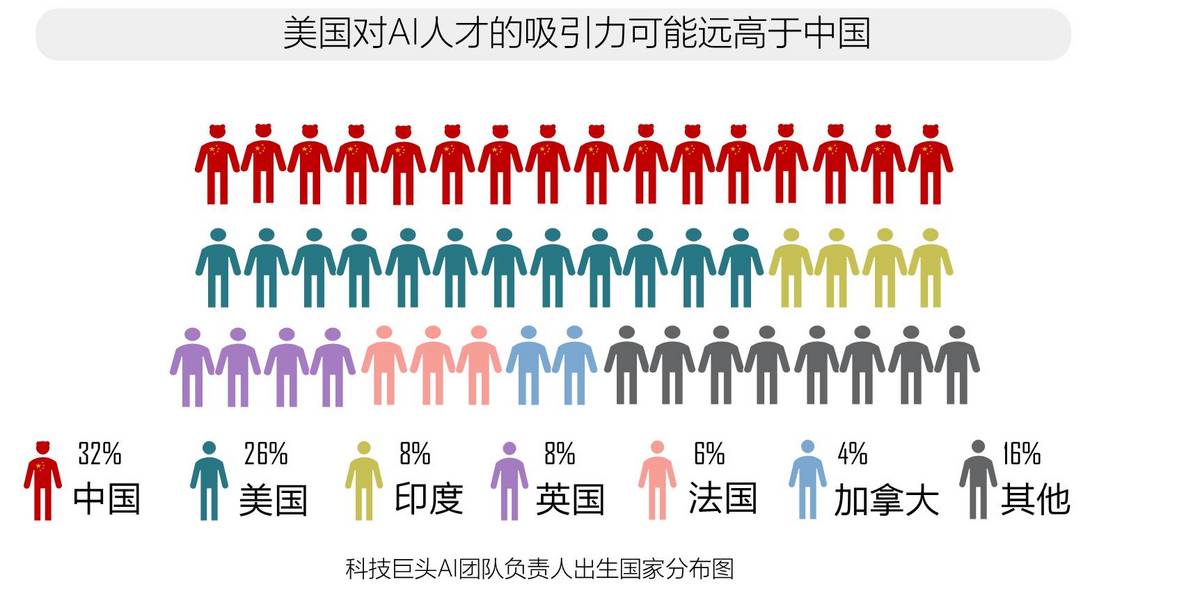 美国对AI人才的吸引力可能远高于中国
32% 26% 8% 8% 6% 4% 16%
中国 美国 印度 英国 法国 加拿大 其他
科技巨头AI团队负责人出生国家分布图